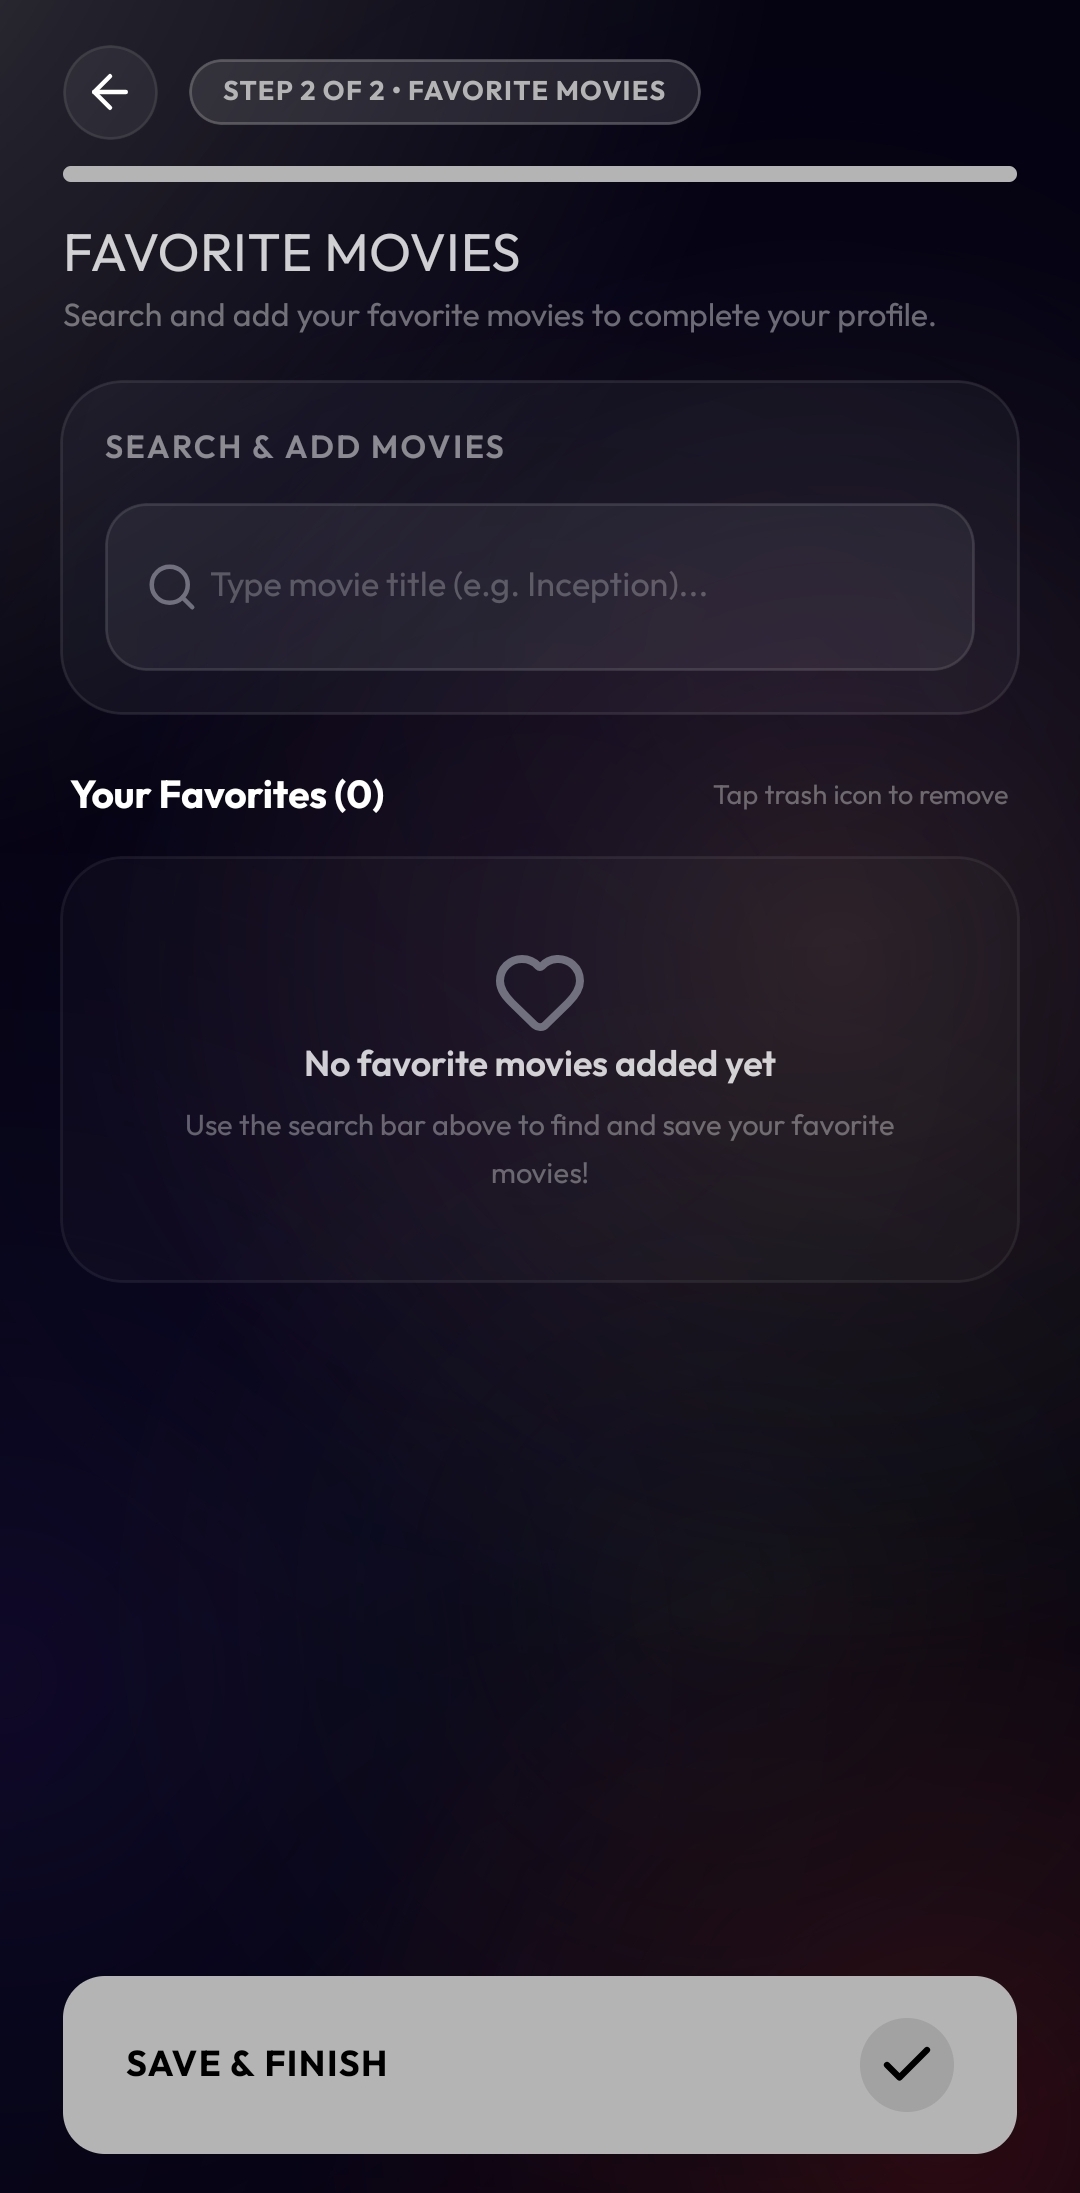 STEP 2 OF 2 • FAVORITE MOVIES
FAVORITE MOVIES
Search and add your favorite movies to complete your profile.
SEARCH & ADD MOVIES
Type movie title (e.g. Inception)...
Your Favorites (0)
Tap trash icon to remove
No favorite movies added yet
Use the search bar above to find and save your favorite
movies!
SAVE & FINISH